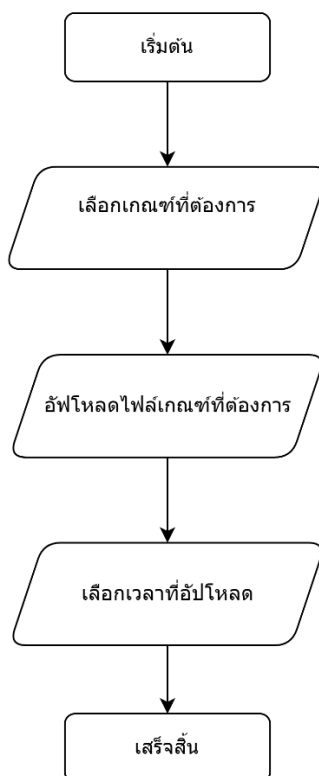 เริ่มต้น
เลือกเกณฑ์ที่ต้องการ
อัฟโหลดไฟล์เกณฑ์ที่ต้องการ
เลือกเวลาที่อัปโหลด
เสร็จสิ้น